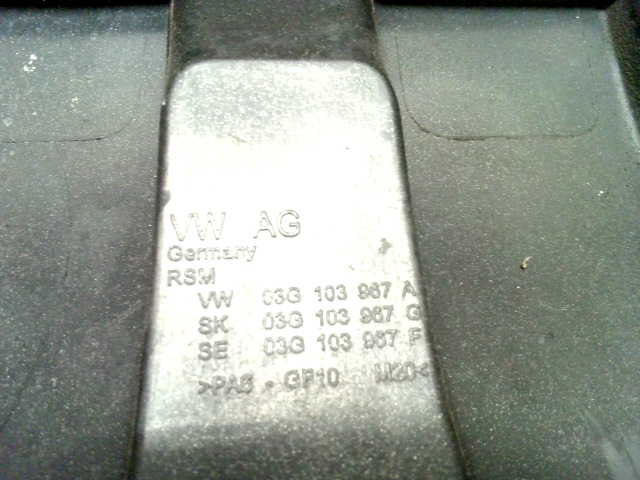 VW AG
Germany
RSM
VW 03G 103 967 A
SK 03G 103 967 G
SE 03G 103 967 F
>PA6 - GF10 M20<